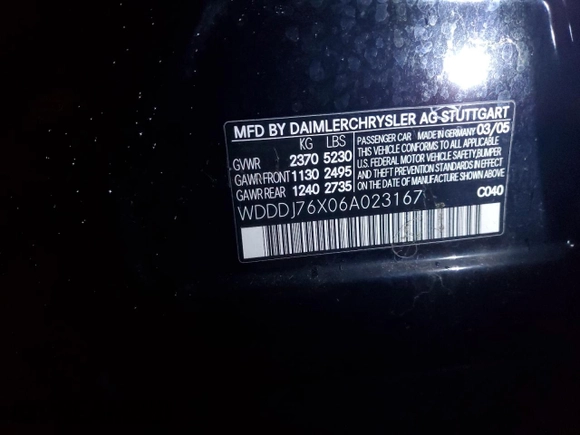 MFD BY DAIMLERCHRYSLER AG STUTTGART
KG LBS
GVWR 2370 5230
GAWR FRONT 1130 2495
GAWR REAR 1240 2735
PASSENGER CAR MADE IN GERMANY 03/05
THIS VEHICLE CONFORMS TO ALL APPLICABLE
U.S. FEDERAL MOTOR VEHICLE SAFETY, BUMPER
AND THEFT PREVENTION STANDARDS IN EFFECT
ON THE DATE OF MANUFACTURE SHOWN ABOVE
WDDDJ76X06A023167
C040